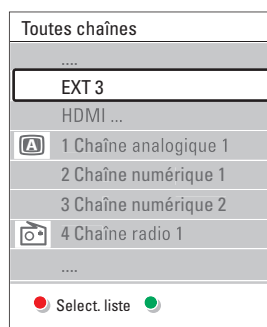 Toutes chaînes
....
EXT 3
HDMI ...
A 1 Chaîne analogique 1
2 Chaîne numérique 1
3 Chaîne numérique 2
4 Chaîne radio 1
....
Select. liste